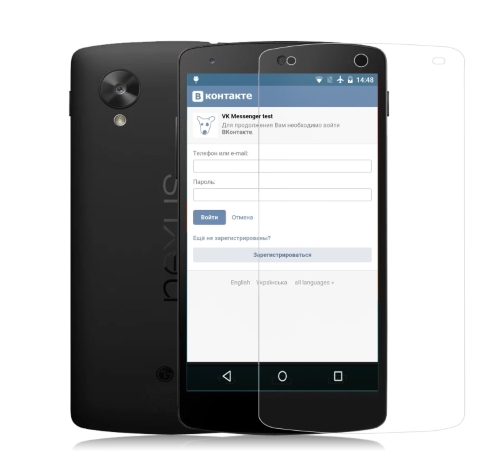 nexus
14:48
В контакте
VK Messenger test
Для продолжения Вам необходимо войти
ВКонтакте.
Телефон или e-mail:
Пароль:
Войти Отмена
Ещё не зарегистрированы?
Зарегистрироваться
English Українська all languages »